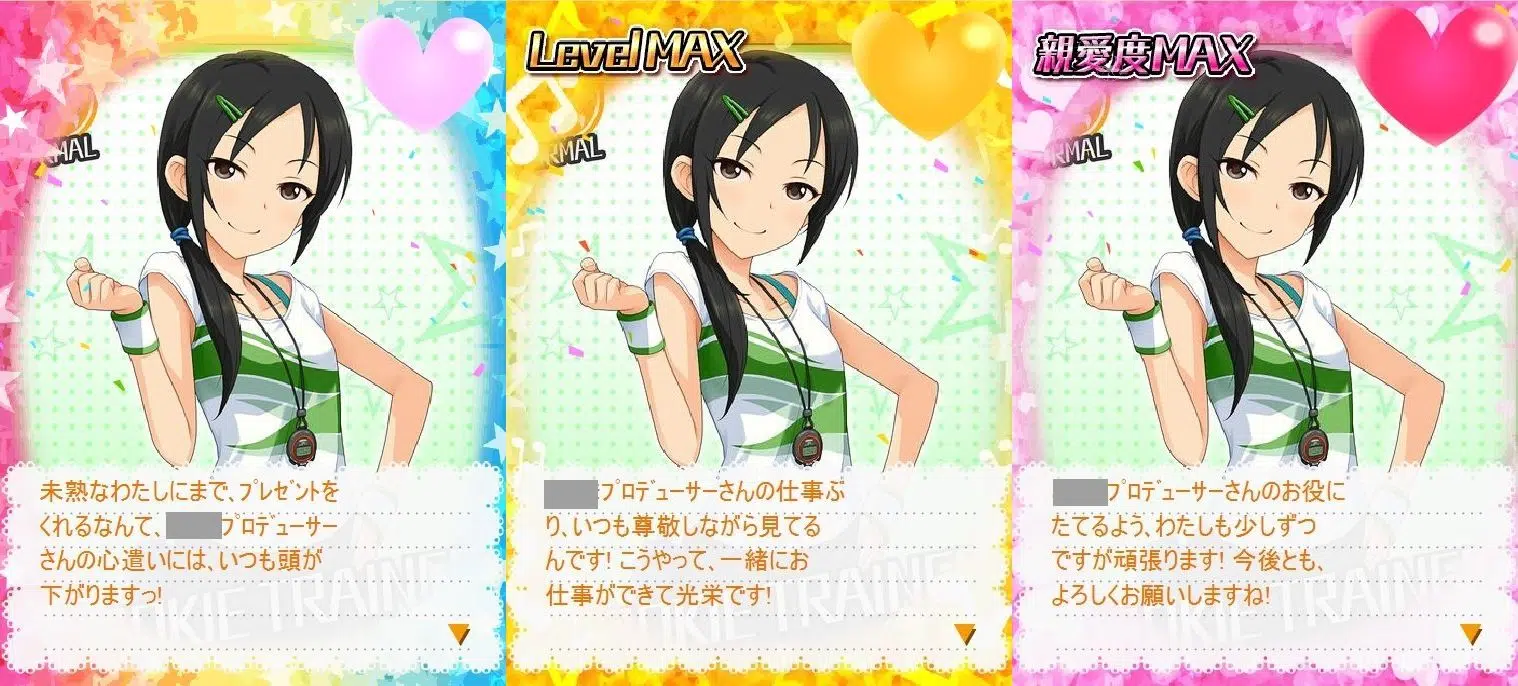 RMAL
未熟なわたしにまで、プレゼントを
くれるなんて、プロデューサー
さんの心遣いには、いつも頭が
下がりますっ!
KIE TRAINE
Level MAX
RMAL
プロデューサーさんの仕事ぶ
り、いつも尊敬しながら見てる
んです! こうやって、一緒にお
仕事ができて光栄です!
KIE TRAINE
親愛度MAX
RMAL
プロデューサーさんのお役に
たてるよう、わたしも少しずつ
ですが頑張ります! 今後とも、
よろしくお願いしますね!
KIE TRAINE